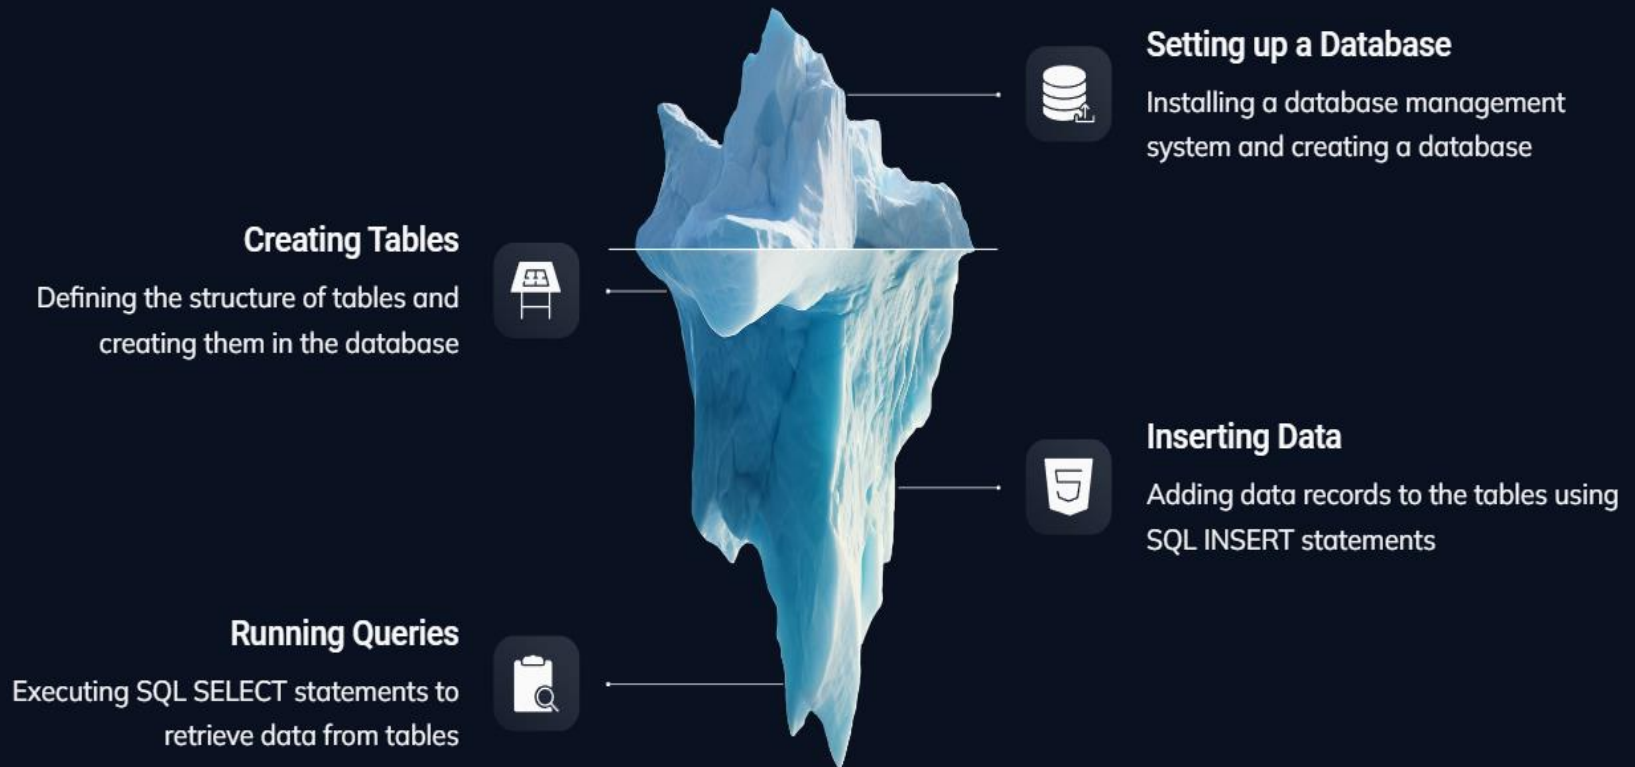 Setting up a Database
Installing a database management
system and creating a database
Creating Tables
Defining the structure of tables and
creating them in the database
Inserting Data
Adding data records to the tables using
SQL INSERT statements
Running Queries
Executing SQL SELECT statements to
retrieve data from tables